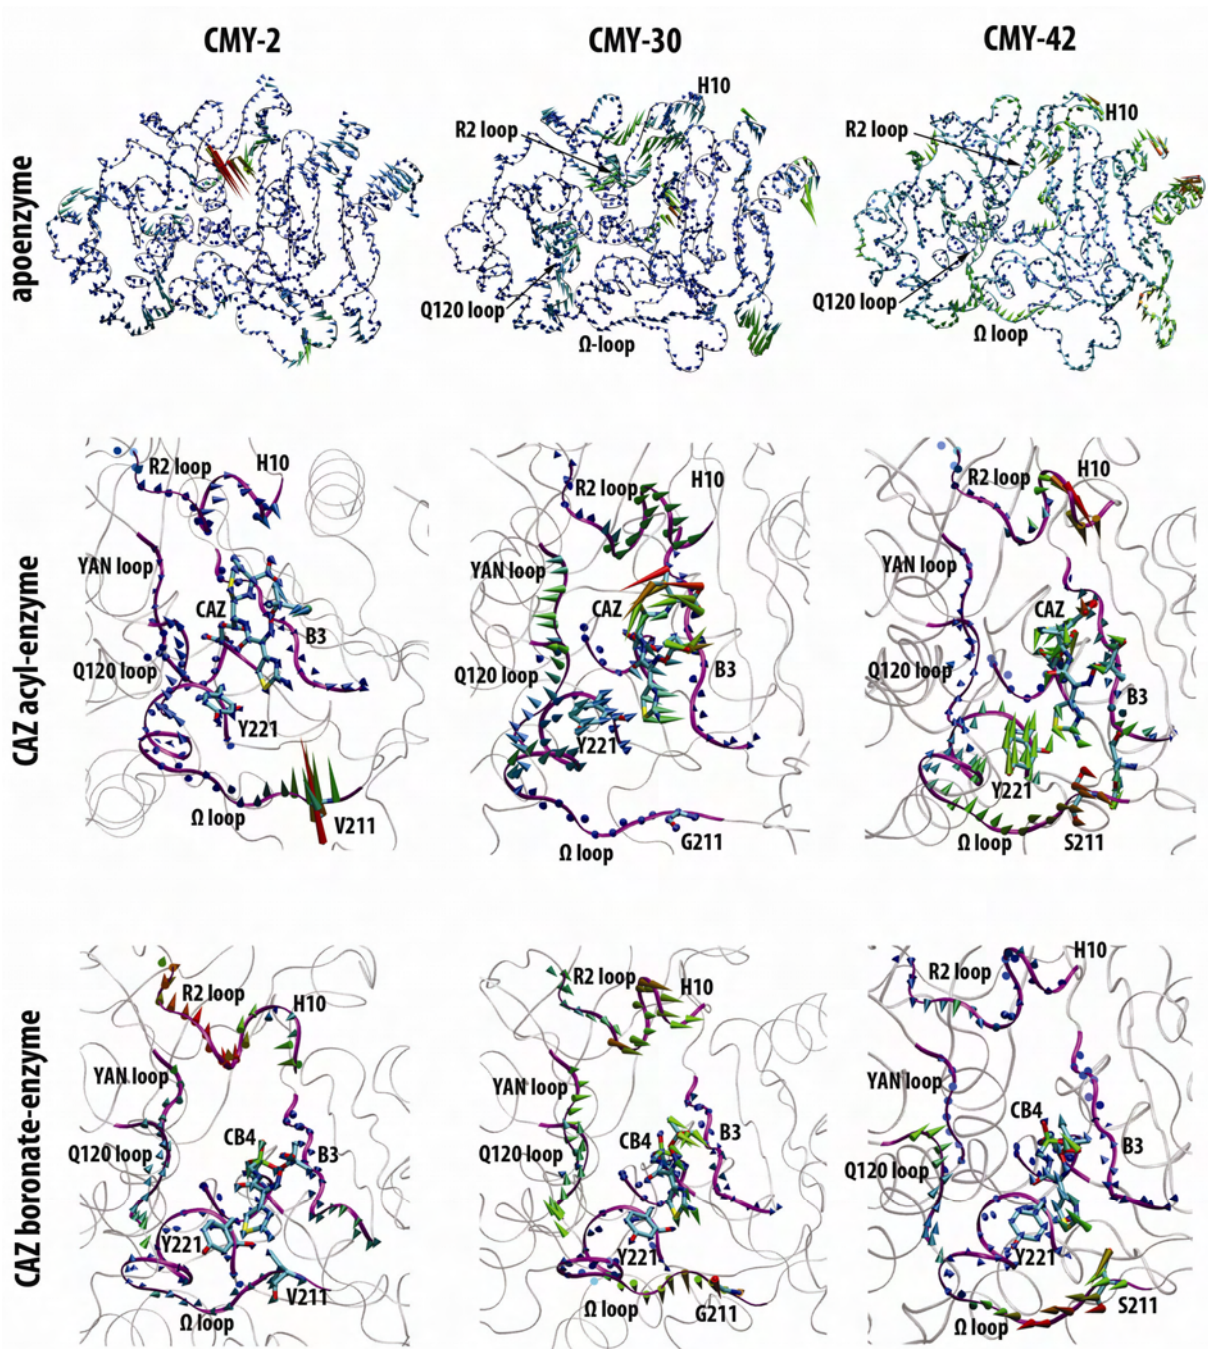 CMY-2
CMY-30
CMY-42
apoenzyme
H10
R2 loop
Q120 loop
Ω-loop
H10
R2 loop
Q120 loop
Ω loop
CAZ acyl-enzyme
R2 loop
H10
YAN loop
CAZ
B3
Q120 loop
Y221
Ω loop
V211
R2 loop
H10
YAN loop
CAZ
Q120 loop
B3
Y221
Ω loop
G211
R2 loop
H10
YAN loop
CAZ
Q120 loop
B3
Y221
Ω loop
S211
CAZ boronate-enzyme
R2 loop
H10
YAN loop
CB4
Q120 loop
B3
Y221
V211
Ω loop
R2 loop
H10
YAN loop
CB4
B3
Q120 loop
Y221
Ω loop
G211
H10
R2 loop
YAN loop
CB4
B3
Q120 loop
Y221
S211
Ω loop